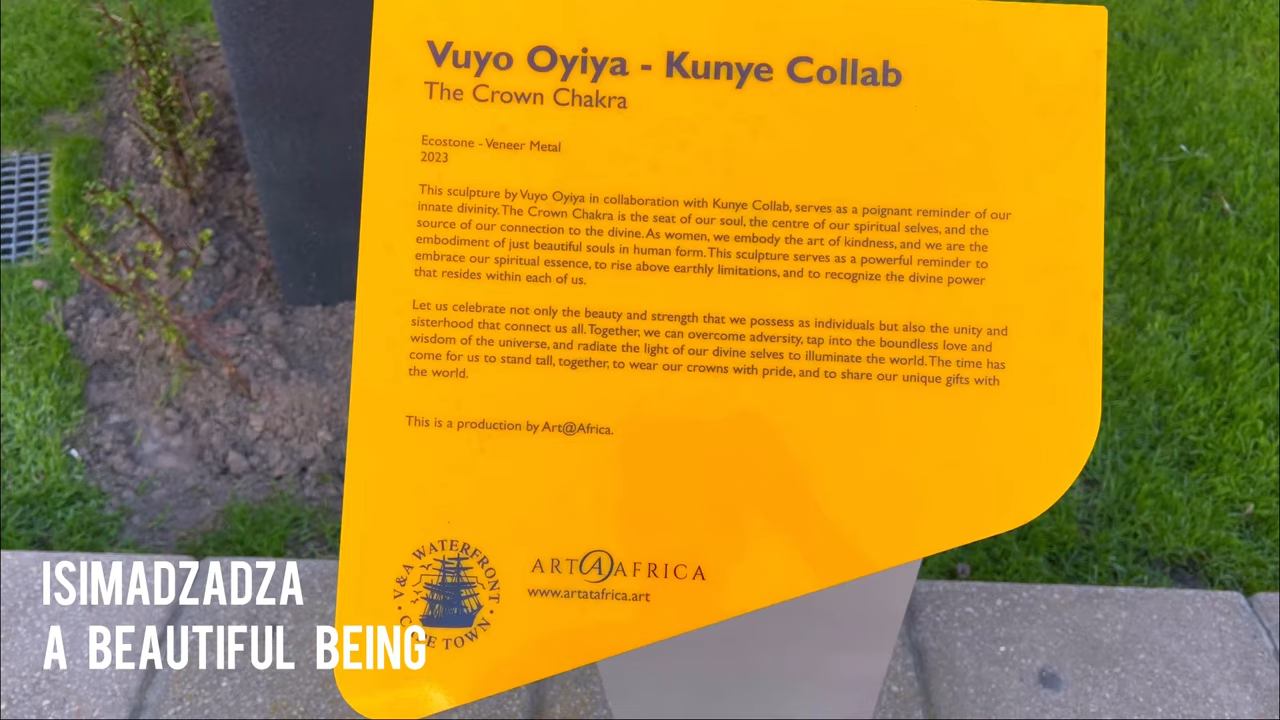 Vuyo Oyiya - Kunye Collab
The Crown Chakra
Ecostone - Veneer Metal
2023
This sculpture by Vuyo Oyiya in collaboration with Kunye Collab, serves as a poignant reminder of our
innate divinity. The Crown Chakra is the seat of our soul, the centre of our spiritual selves, and the
source of our connection to the divine. As women, we embody the art of kindness, and we are the
embodiment of just beautiful souls in human form. This sculpture serves as a powerful reminder to
embrace our spiritual essence, to rise above earthly limitations, and to recognize the divine power
that resides within each of us.
Let us celebrate not only the beauty and strength that we possess as individuals but also the unity and
sisterhood that connect us all. Together, we can overcome adversity, tap into the boundless love and
wisdom of the universe, and radiate the light of our divine selves to illuminate the world. The time has
come for us to stand tall, together, to wear our crowns with pride, and to share our unique gifts with
the world.
This is a production by Art@Africa.
V&A WATERFRONT
CAPE TOWN
ART@AFRICA
www.artatafrica.art
ISIMADZADZA
A BEAUTIFUL BEING